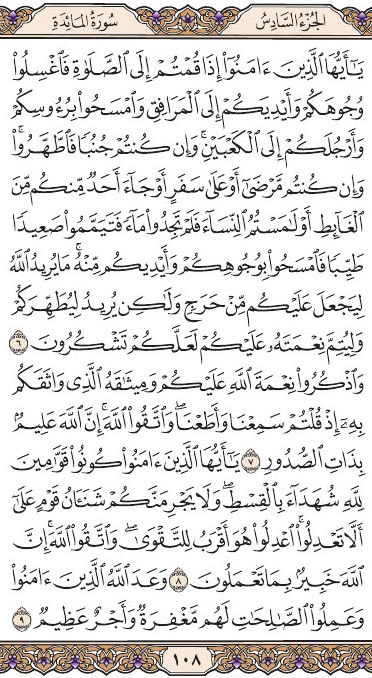 الجزء السادس سورة المائدة
يَـٰٓأَيُّهَا ٱلَّذِينَ ءَامَنُوٓا۟ إِذَا قُمْتُمْ إِلَى ٱلصَّلَوٰةِ فَٱغْسِلُوا۟
وُجُوهَكُمْ وَأَيْدِيَكُمْ إِلَى ٱلْمَرَافِقِ وَٱمْسَحُوا۟ بِرُءُوسِكُمْ
وَأَرْجُلَكُمْ إِلَى ٱلْكَعْبَيْنِ ۚ وَإِن كُنتُمْ جُنُبًا فَٱطَّهَّرُوا۟ ۚ
وَإِن كُنتُم مَّرْضَىٰٓ أَوْ عَلَىٰ سَفَرٍ أَوْ جَآءَ أَحَدٌ مِّنكُم مِّنَ
ٱلْغَآئِطِ أَوْ لَـٰمَسْتُمُ ٱلنِّسَآءَ فَلَمْ تَجِدُوا۟ مَآءً فَتَيَمَّمُوا۟ صَعِيدًا
طَيِّبًا فَٱمْسَحُوا۟ بِوُجُوهِكُمْ وَأَيْدِيكُم مِّنْهُ ۚ مَا يُرِيدُ ٱللَّهُ
لِيَجْعَلَ عَلَيْكُم مِّنْ حَرَجٍ وَلَـٰكِن يُرِيدُ لِيُطَهِّرَكُمْ
وَلِيُتِمَّ نِعْمَتَهُۥ عَلَيْكُمْ لَعَلَّكُمْ تَشْكُرُونَ ٦
وَٱذْكُرُوا۟ نِعْمَةَ ٱللَّهِ عَلَيْكُمْ وَمِيثَـٰقَهُ ٱلَّذِى وَاثَقَكُم
بِهِۦٓ إِذْ قُلْتُمْ سَمِعْنَا وَأَطَعْنَا ۖ وَٱتَّقُوا۟ ٱللَّهَ ۚ إِنَّ ٱللَّهَ عَلِيمٌۢ
بِذَاتِ ٱلصُّدُورِ ٧ يَـٰٓأَيُّهَا ٱلَّذِينَ ءَامَنُوا۟ كُونُوا۟ قَوَّٰمِينَ
لِلَّهِ شُهَدَآءَ بِٱلْقِسْطِ ۖ وَلَا يَجْرِمَنَّكُمْ شَنَـَٔانُ قَوْمٍ عَلَىٰٓ
أَلَّا تَعْدِلُوا۟ ۚ ٱعْدِلُوا۟ هُوَ أَقْرَبُ لِلتَّقْوَىٰ ۖ وَٱتَّقُوا۟ ٱللَّهَ ۚ إِنَّ
ٱللَّهَ خَبِيرٌۢ بِمَا تَعْمَلُونَ ٨ وَعَدَ ٱللَّهُ ٱلَّذِينَ ءَامَنُوا۟
وَعَمِلُوا۟ ٱلصَّـٰلِحَـٰتِ ۙ لَهُم مَّغْفِرَةٌ وَأَجْرٌ عَظِيمٌ ٩
١٠٨